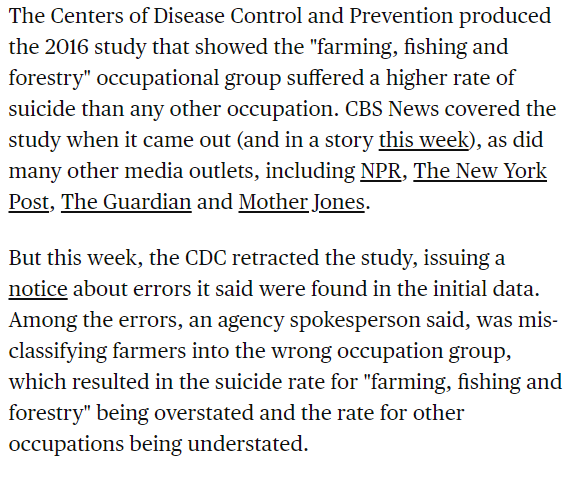 The Centers of Disease Control and Prevention produced
the 2016 study that showed the "farming, fishing and
forestry" occupational group suffered a higher rate of
suicide than any other occupation. CBS News covered the
study when it came out (and in a story this week), as did
many other media outlets, including NPR, The New York
Post, The Guardian and Mother Jones.
But this week, the CDC retracted the study, issuing a
notice about errors it said were found in the initial data.
Among the errors, an agency spokesperson said, was mis-
classifying farmers into the wrong occupation group,
which resulted in the suicide rate for "farming, fishing and
forestry" being overstated and the rate for other
occupations being understated.